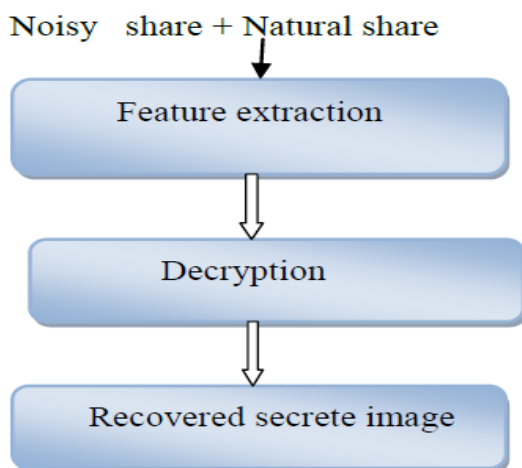 Noisy share + Natural share
Feature extraction
Decryption
Recovered secrete image